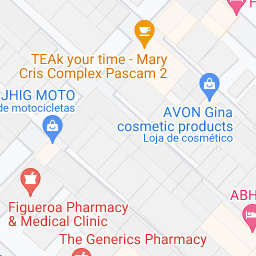 TEAk your time - Mary
Cris Complex Pascam 2
JHIG MOTO
de motocicletas
AVON Gina
cosmetic products
Loja de cosmético
Figueroa Pharmacy
& Medical Clinic
ABH
The Generics Pharmacy